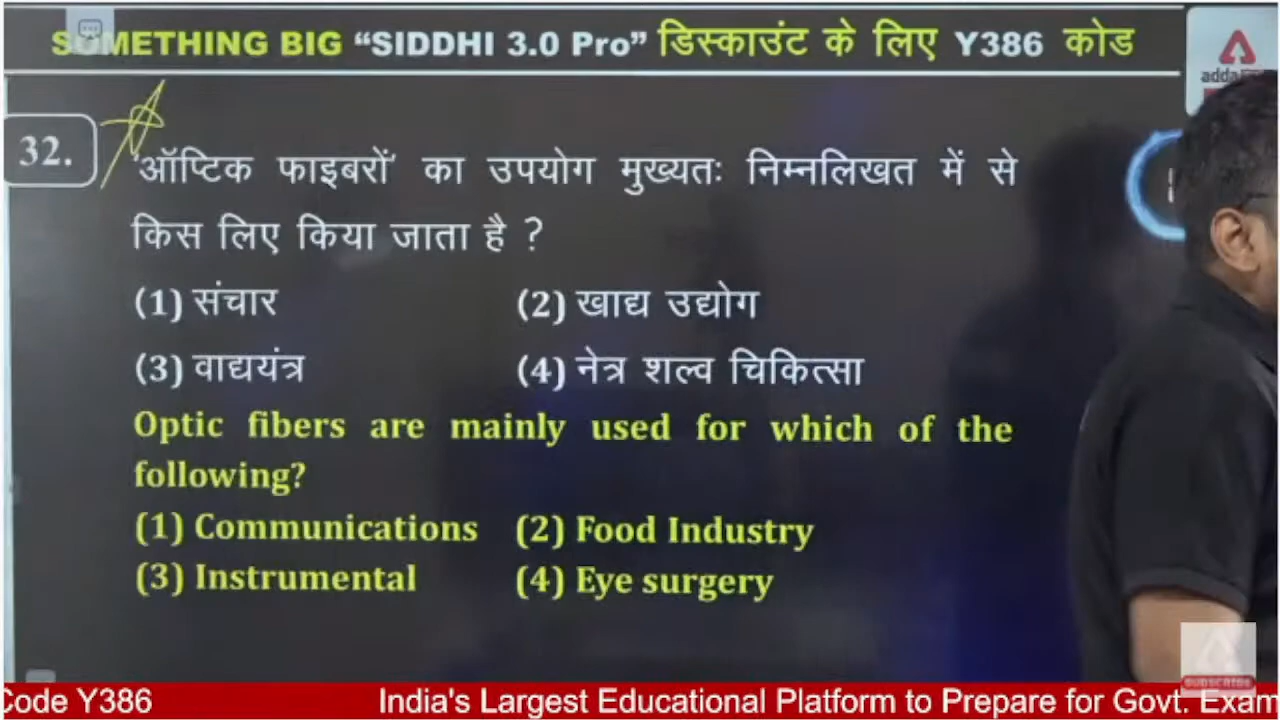 SOMETHING BIG “SIDDHI 3.0 Pro” डिस्काउंट के लिए Y386 कोड
32.
‘ऑप्टिक फाइबरों’ का उपयोग मुख्यतः निम्नलिखत में से
किस लिए किया जाता है ?
(1) संचार (2) खाद्य उद्योग
(3) वाद्ययंत्र (4) नेत्र शल्व चिकित्सा
Optic fibers are mainly used for which of the
following?
(1) Communications (2) Food Industry
(3) Instrumental (4) Eye surgery
SUBSCRIBE
Code Y386 India's Largest Educational Platform to Prepare for Govt. Exam